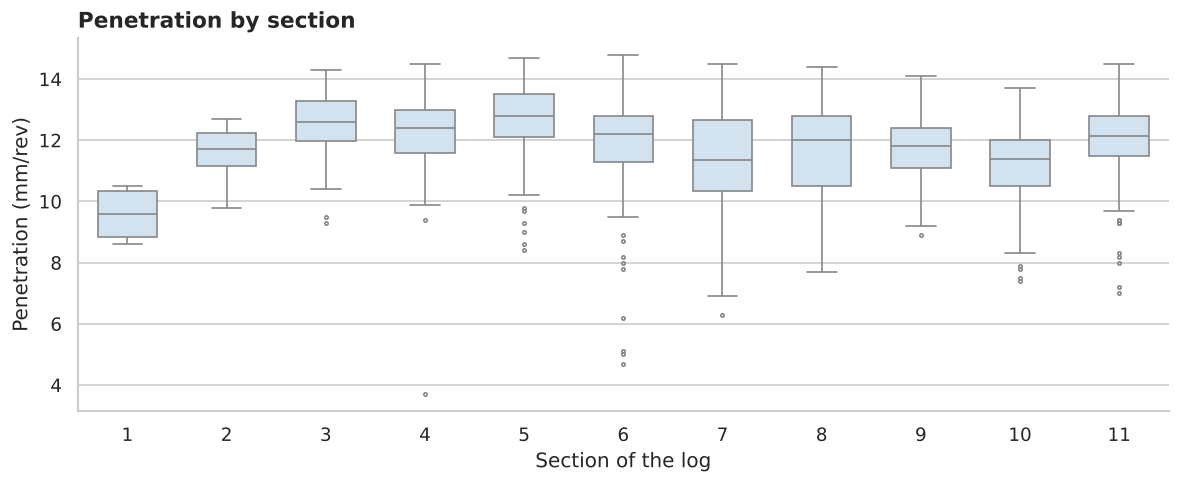 Penetration by section
Penetration (mm/rev)
14
12
10
8
6
4
1 2 3 4 5 6 7 8 9 10 11
Section of the log